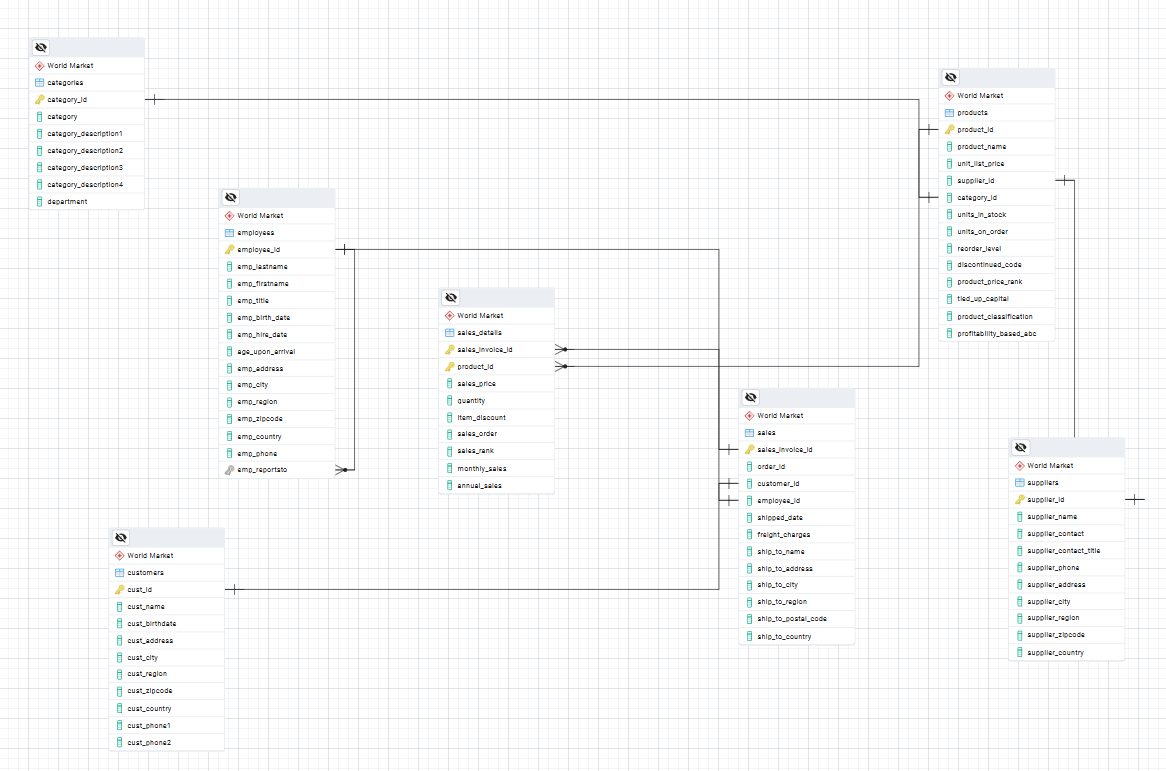 World Market
categories
category_id
category
category_description1
category_description2
category_description3
category_description4
department
World Market
employees
employee_id
emp_lastname
emp_firstname
emp_title
emp_birth_date
emp_hire_date
age_upon_arrival
emp_address
emp_city
emp_region
emp_zipcode
emp_country
emp_phone
emp_reportsto
World Market
customers
cust_id
cust_name
cust_birthdate
cust_address
cust_city
cust_region
cust_zipcode
cust_country
cust_phone1
cust_phone2
World Market
sales_details
sales_invoice_id
product_id
sales_price
quantity
item_discount
sales_order
sales_rank
monthly_sales
annual_sales
World Market
sales
sales_invoice_id
order_id
customer_id
employee_id
shipped_date
freight_charges
ship_to_name
ship_to_address
ship_to_city
ship_to_region
ship_to_postal_code
ship_to_country
World Market
products
product_id
product_name
unit_list_price
supplier_id
category_id
units_in_stock
units_on_order
reorder_level
discontinued_code
product_price_rank
tied_up_capital
product_classification
profitability_based_abc
World Market
suppliers
supplier_id
supplier_name
supplier_contact
supplier_contact_title
supplier_phone
supplier_address
supplier_city
supplier_region
supplier_zipcode
supplier_country